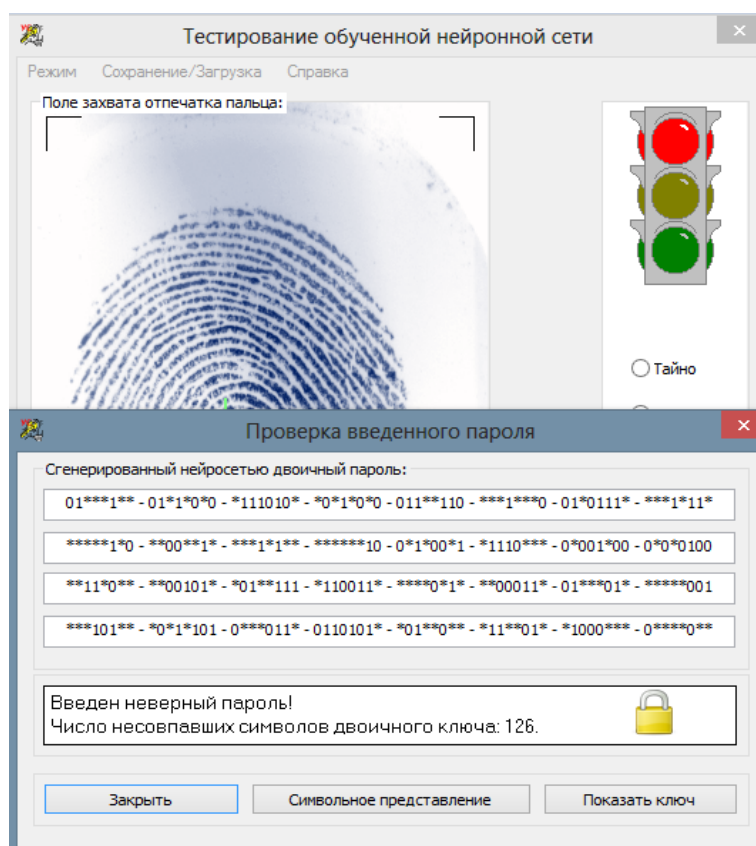 Тестирование обученной нейронной сети
Режим Сохранение/Загрузка Справка
Поле захвата отпечатка пальца:
Тайно
Проверка введенного пароля
Сгенерированный нейросетью двоичный пароль:
01***1** - 01*1*0*0 - *111010* - *0*1*0*0 - 011**110 - ***1***0 - 01*0111* - ***1*11*
*****1*0 - **00**1* - ***1*1** - ******10 - 0*1*00*1 - *1110*** - 0*001*00 - 0*0*0100
**11*0** - **00101* - *01**111 - *110011* - ****0*1* - **00011* - 01***01* - *****001
***101** - *0*1*101 - 0***011* - 0110101* - *01**0** - *11**01* - *1000*** - 0****0**
Введен неверный пароль!
Число несовпавших символов двоичного ключа: 126.
Закрыть Символьное представление Показать ключ